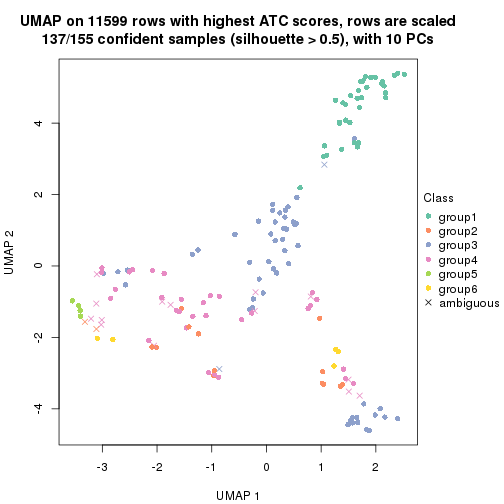 UMAP on 11599 rows with highest ATC scores, rows are scaled
137/155 confident samples (silhouette > 0.5), with 10 PCs
4
2
0
-2
-4
UMAP 2
-3
-2
-1
0
1
2
UMAP 1
Class
group1
group2
group3
group4
group5
group6
ambiguous